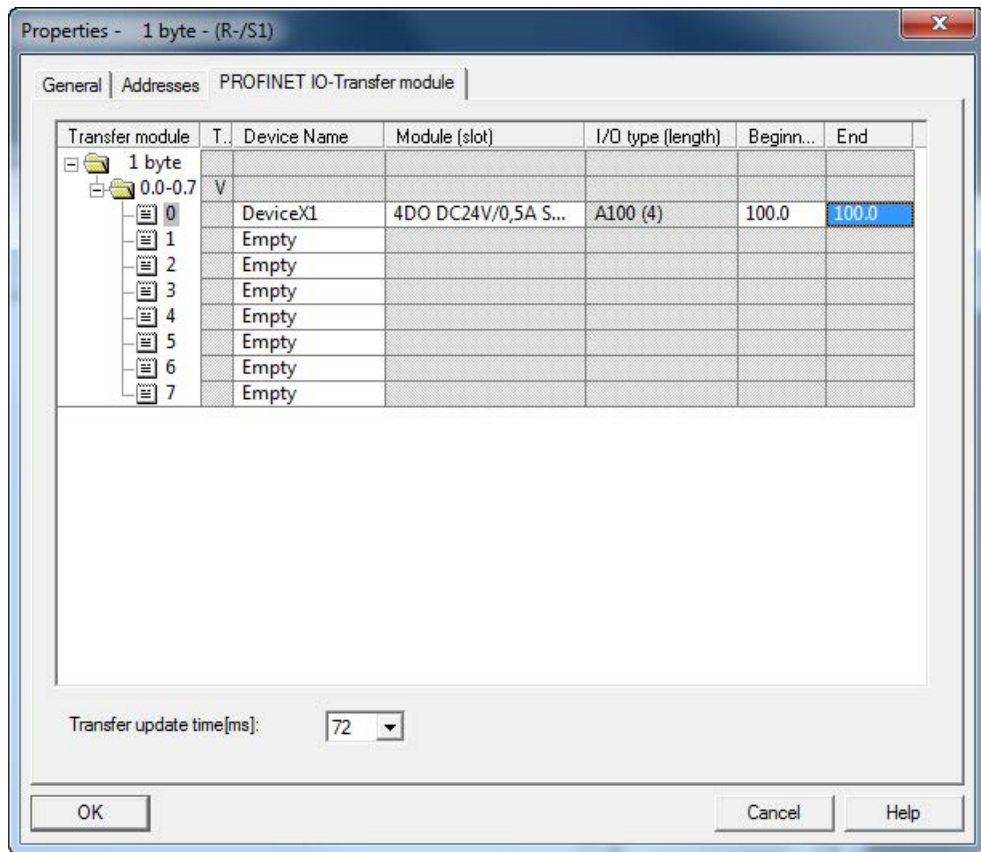 Properties - 1 byte - (R-/S1)
General Addresses PROFINET IO-Transfer module
Transfer module T.. Device Name Module (slot) I/O type (length) Beginn... End
1 byte
0.0-0.7 V
0 DeviceX1 4DO DC24V/0,5A S... A100 (4) 100.0 100.0
1 Empty
2 Empty
3 Empty
4 Empty
5 Empty
6 Empty
7 Empty
Transfer update time[ms]: 72
OK Cancel Help